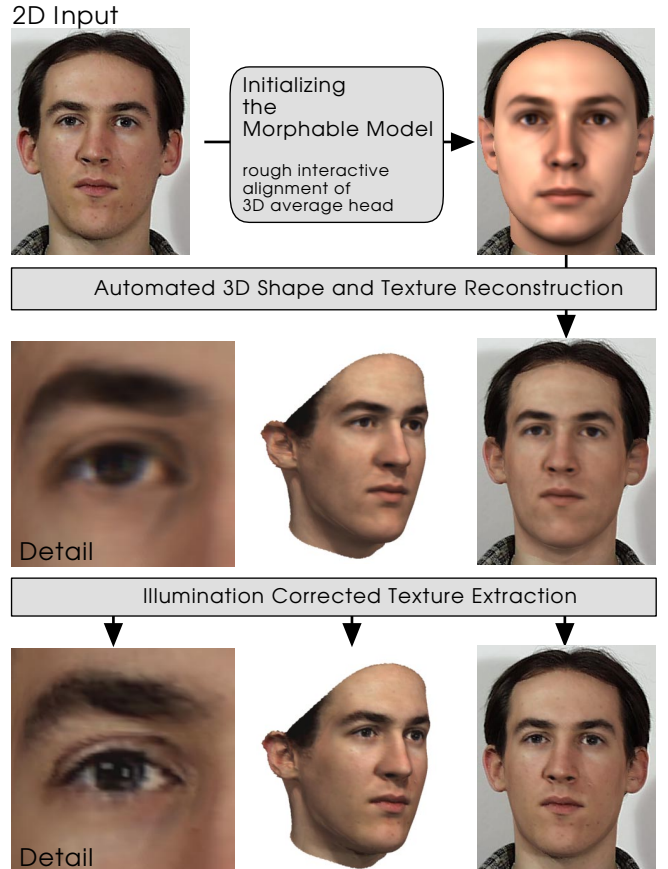 2D Input
Initializing
the
Morphable Model
rough interactive
alignment of
3D average head
Automated 3D Shape and Texture Reconstruction
Detail
Illumination Corrected Texture Extraction
Detail